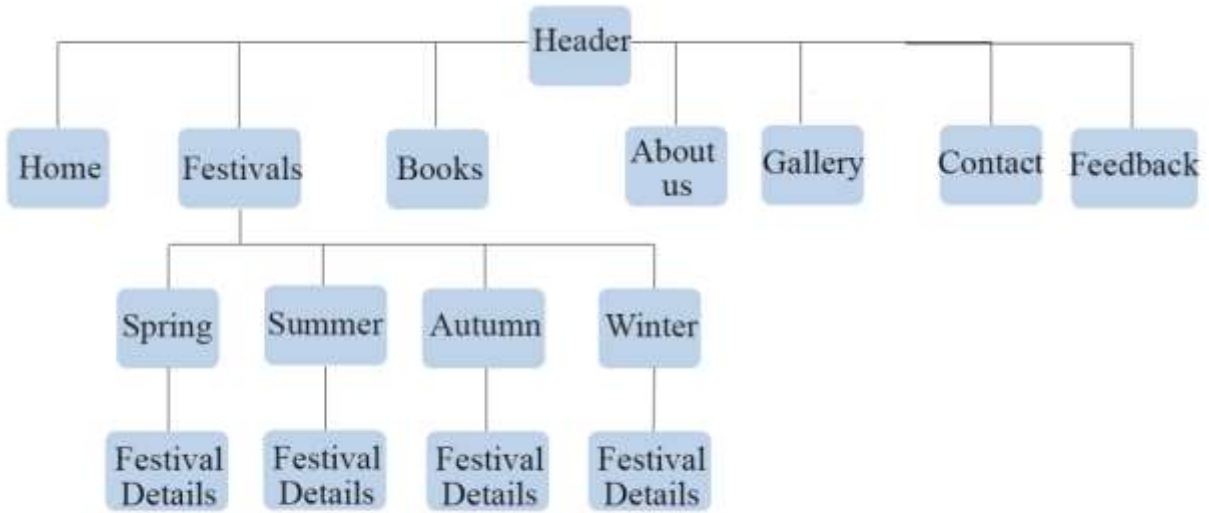 Header
Home
Festivals
Books
About
us
Gallery
Contact
Feedback
Spring
Summer
Autumn
Winter
Festival
Details
Festival
Details
Festival
Details
Festival
Details